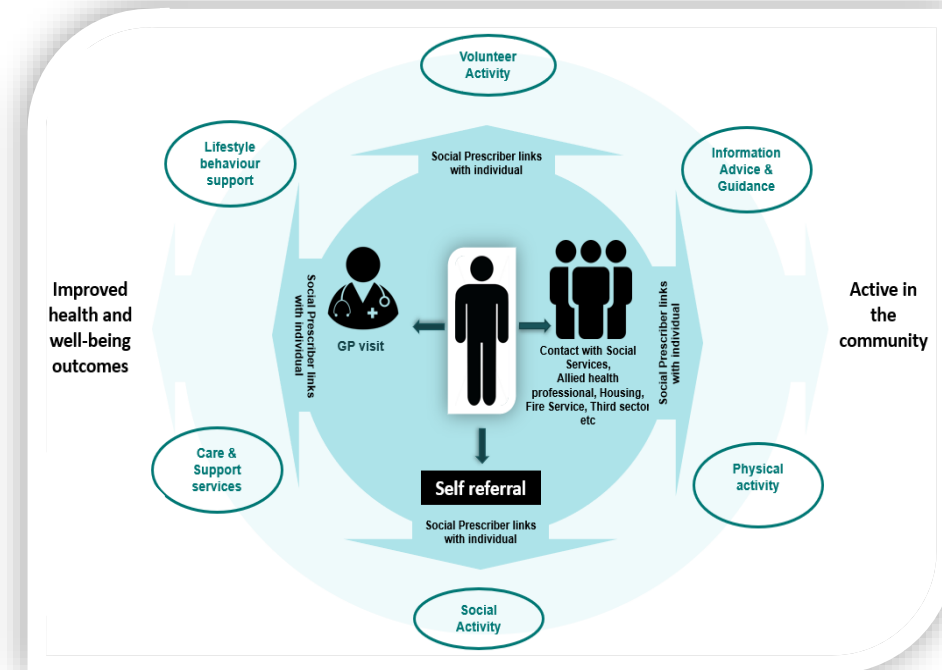 Volunteer
Activity
Lifestyle
behaviour
support
Social Prescriber links
with individual
Information
Advice &
Guidance
Improved
health and
well-being
outcomes
Social Prescriber links
with individual
GP visit
Contact with Social
Services,
Allied health
professional, Housing,
Fire Service, Third sector
etc
Social Prescriber links
with individual
Active in
the
community
Care &
Support
services
Self referral
Physical
activity
Social Prescriber links
with individual
Social
Activity